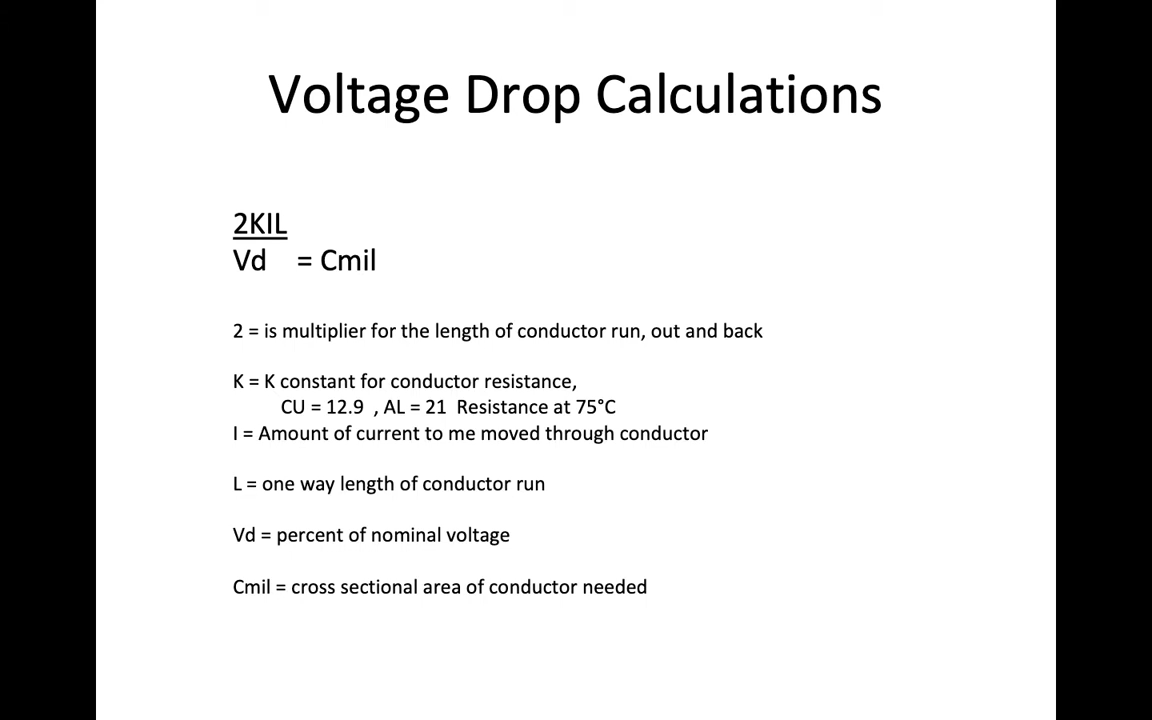 Voltage Drop Calculations
2KIL
Vd = Cmil
2 = is multiplier for the length of conductor run, out and back
K = K constant for conductor resistance,
CU = 12.9 , AL = 21 Resistance at 75°C
I = Amount of current to me moved through conductor
L = one way length of conductor run
Vd = percent of nominal voltage
Cmil = cross sectional area of conductor needed